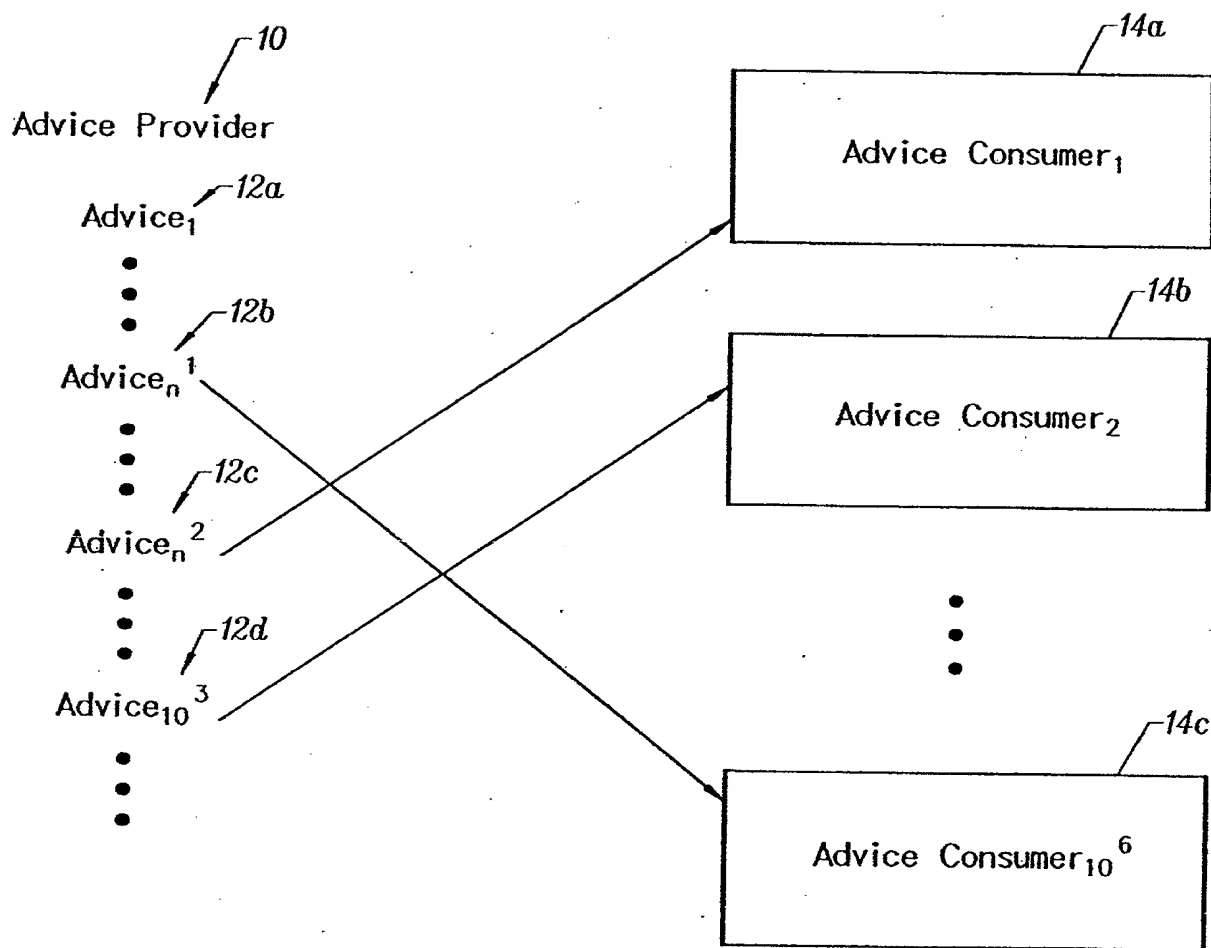 10
Advice Provider
12a
Advice₁
12b
Adviceₙ¹
12c
Adviceₙ²
12d
Advice₁₀³
14a
Advice Consumer₁
14b
Advice Consumer₂
14c
Advice Consumer₁₀⁶